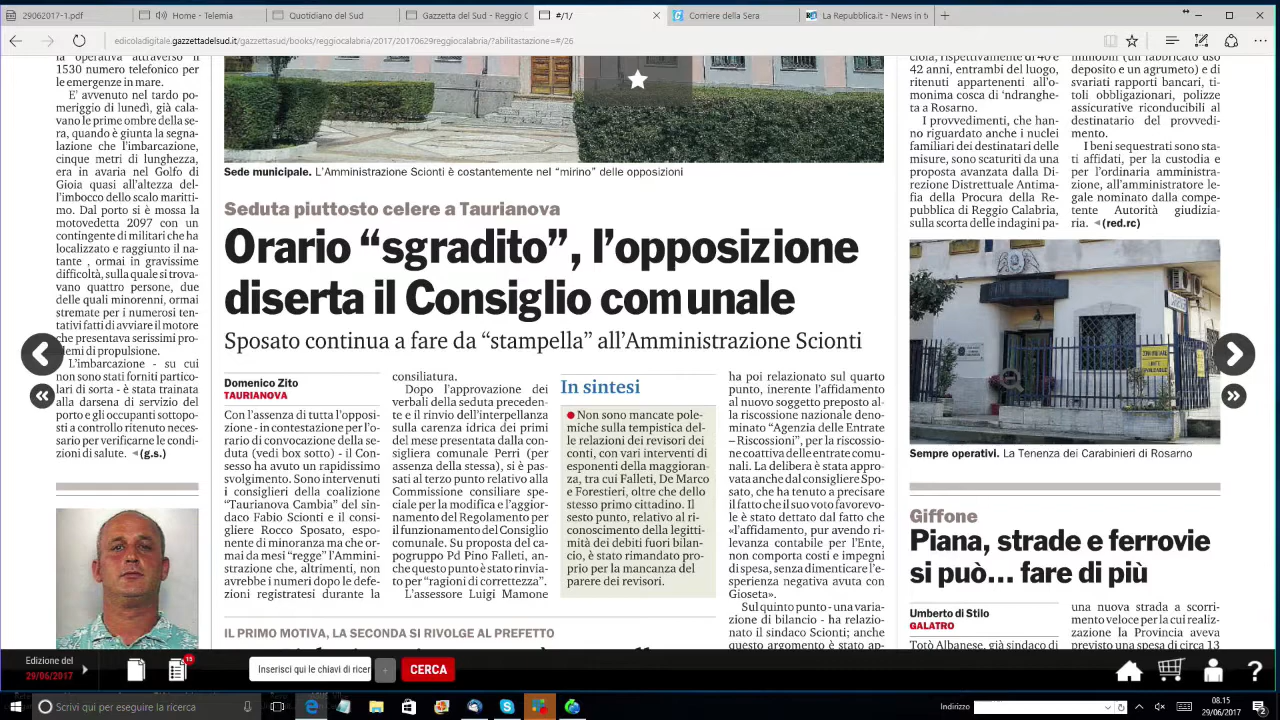 29062017-1.pdf
Home - Telemia
Quotidiano del Sud
Gazzetta del Sud - Reggio C
#/1/
Corriere della Sera
La Repubblica.it - News in t
edicoladigitale.gazzettadelsud.it/gazzettasud/books/reggiocalabria/2017/20170629reggiocalabria/?abilitastazione=#/26
la operativa attraverso il
1530 numero telefonico per
le emergenze in mare.
E' avvenuto nel tardo po-
meriggio di lunedì, già cala-
vano le prime ombre della se-
ra, quando è giunta la segna-
lazione che l'imbarcazione,
cinque metri di lunghezza,
era in avaria nel Golfo di
Gioia quasi all'altezza del-
l'imbocco dello scalo maritti-
mo. Dal porto si è mossa la
motovedetta 2097 con un
contingente di militari che ha
localizzato e raggiunto il na-
tante , ormai in gravissime
difficoltà, sulla quale si trova-
vano quattro persone, due
delle quali minorenni, ormai
stremate per i numerosi ten-
tativi fatti di avviare il motore
che presentava serissimi pro-
blemi di propulsione.
L'imbarcazione - su cui
non sono stati forniti partico-
lari di sorta - è stata trainata
alla darsena di servizio del
porto e gli occupanti sottopo-
sti a controllo ritenuto neces-
sario per verificarne le condi-
zioni di salute. (g.s.)
Sede municipale. L'Amministrazione Scionti è costantemente nel "mirino" delle opposizioni
Seduta piuttosto celere a Taurianova
Orario "sgradito", l'opposizione
diserta il Consiglio comunale
Sposato continua a fare da "stampella" all'Amministrazione Scionti
Domenico Zito
TAURIANOVA
Con l'assenza di tutta l'opposi-
zione - in contestazione per l'o-
rario di convocazione della se-
duta (vedi box sotto) - il Con-
sesso ha avuto un rapidissimo
svolgimento. Sono intervenuti
i consiglieri della coalizione
"Taurianova Cambia" del sin-
daco Fabio Scionti e il consi-
gliere Rocco Sposato, espo-
nente di minoranza che or-
mai da mesi "regge" l'Ammini-
strazione che, altrimenti, non
avrebbe i numeri dopo le defe-
zioni registratesi durante la
consiliatura.
Dopo l'approvazione dei
verbali della seduta preceden-
te e il rinvio dell'interpellanza
sulla carenza idrica dei primi
del mese presentata dalla con-
sigliera comunale Perri (per
assenza della stessa), si è pas-
sati al terzo punto relativo alla
Commissione consiliare spe-
ciale per la modifica e l'aggior-
namento del Regolamento per
il funzionamento del Consiglio
comunale. Su proposta del ca-
pogruppo Pd Pino Falleti, an-
che questo punto è stato rinvia-
to per "ragioni di correttezza".
L'assessore Luigi Mamone
In sintesi
Non sono mancate pole-
miche sulla tempistica del-
le relazioni dei revisori dei
conti, con vari interventi di
esponenti della maggioran-
za, tra cui Falleti, De Marco
e Forestieri, oltre che dello
stesso primo cittadino. Il
sesto punto, relativo al ri-
conoscimento della legitti-
mità dei debiti fuori bilan-
cio, è stato rimandato pro-
prio per la mancanza del
parere dei revisori.
ha poi relazionato sul quarto
punto, inerente l'affidamento
al nuovo soggetto preposto al-
la riscossione nazionale deno-
minato "Agenzia delle Entrate
– Riscossioni", per la riscossio-
ne coattiva delle entrate comu-
nali. La delibera è stata appro-
vata anche dal consigliere Spo-
sato, che ha tenuto a precisare
il fatto che il suo voto favorevo-
le è stato dettato dal fatto che
«l'affidamento, pur avendo ri-
levanza contabile per l'Ente,
non comporta costi e impegni
di spesa, senza dimenticare l'e-
sperienza negativa avuta con
Gioseta».
Sul quinto punto - una varia-
zione di bilancio - ha relazio-
nato il sindaco Scionti; anche
questo argomento è stato ap-
IL PRIMO MOTIVA, LA SECONDA SI RIVOLGE AL PREFETTO
ciola, rispettivamente di 40 e
42 anni, entrambi del luogo,
ritenuti appartenenti all'o-
monima cosca di 'ndranghe-
ta a Rosarno.
I provvedimenti, che han-
no riguardato anche i nuclei
familiari dei destinatari delle
misure, sono scaturiti da una
proposta avanzata dalla Di-
rezione Distrettuale Antima-
fia della Procura della Re-
pubblica di Reggio Calabria,
sulla scorta delle indagini pa-
immobili (un fabbricato uso
deposito e un agrumeto) e di
svariati rapporti bancari, ti-
toli obbligazionari, polizze
assicurative riconducibili al
destinatario del provvedi-
mento.
I beni sequestrati sono sta-
ti affidati, per la custodia e
per l'ordinaria amministra-
zione, all'amministratore le-
gale nominato dalla compe-
tente Autorità giudizia-
ria. (red.rc)
Sempre operativi. La Tenenza dei Carabinieri di Rosarno
Giffone
Piana, strade e ferrovie
si può... fare di più
Umberto di Stilo
GALATRO
Totò Albanese, già sindaco di
una nuova strada a scorri-
mento veloce per la cui realiz-
zazione la Provincia aveva
previsto una spesa di circa 13
Edizione del
29/06/2017
15
Inserisci qui le chiavi di ricer
+
CERCA
?
Scrivi qui per eseguire la ricerca
Indirizzo
08.15
29/06/2017
2